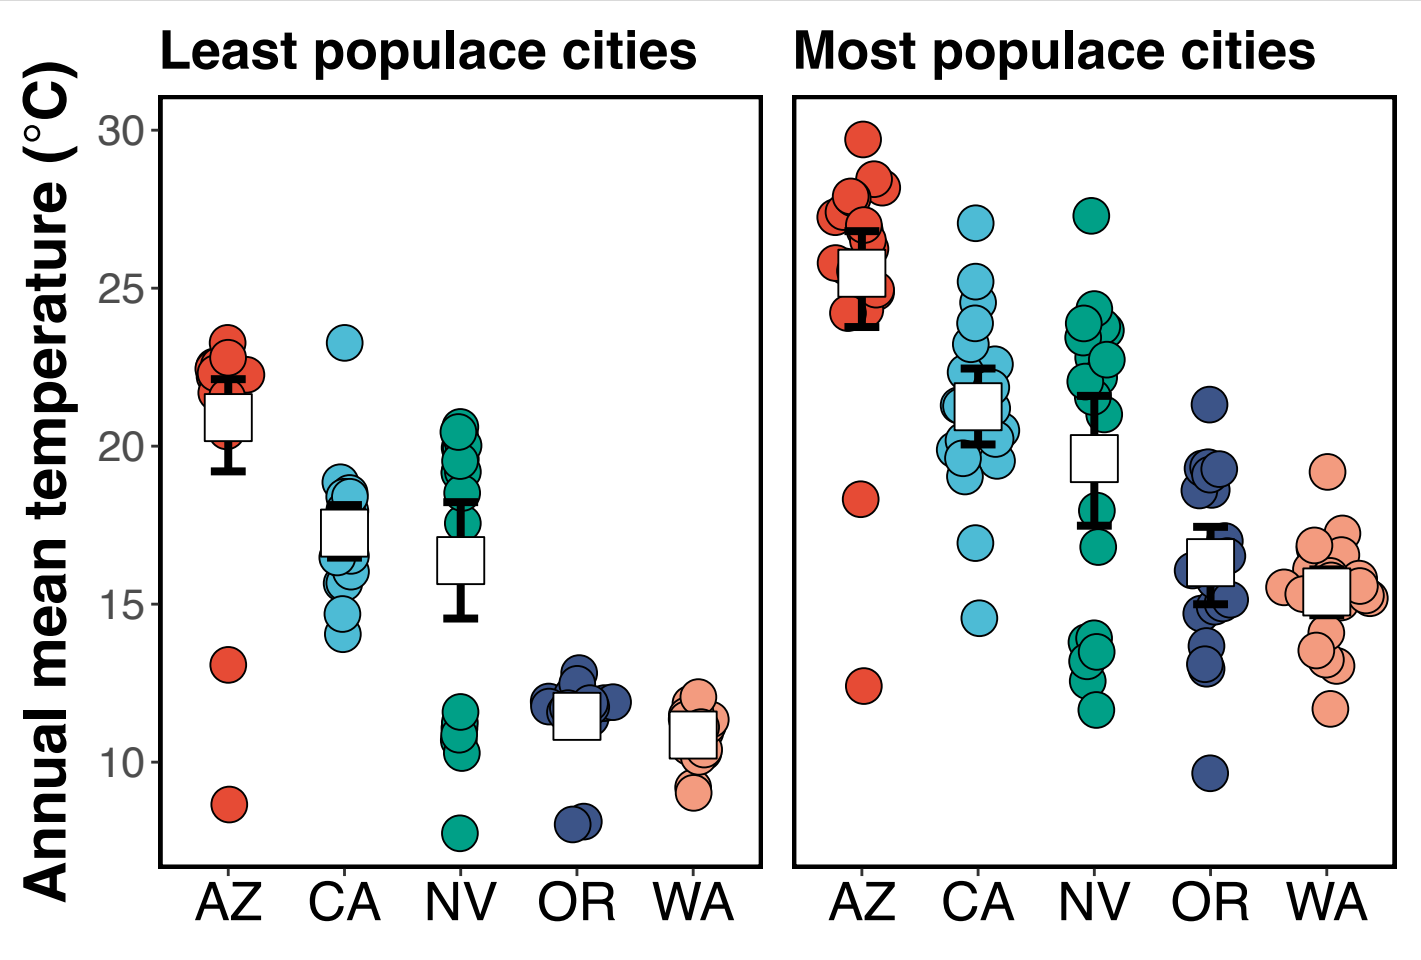 Least populace cities
Most populace cities
Annual mean temperature (°C)
30
25
20
15
10
AZ CA NV OR WA
AZ CA NV OR WA